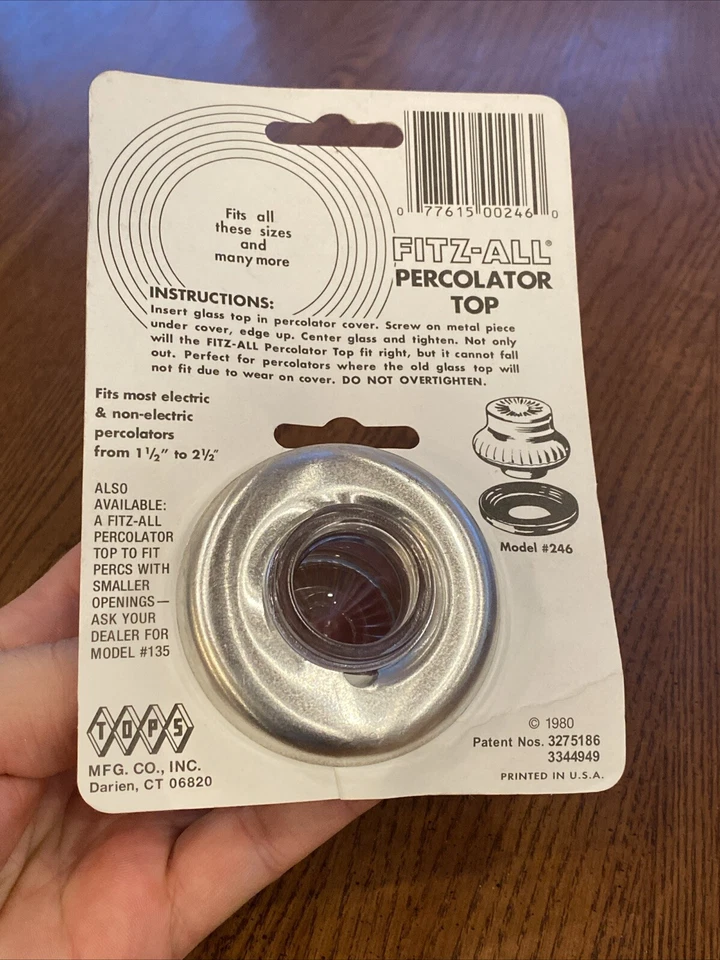 Fits all
these sizes
and
many more
0 77615 00246 0
FITZ-ALL®
PERCOLATOR
TOP
INSTRUCTIONS:
Insert glass top in percolator cover. Screw on metal piece
under cover, edge up. Center glass and tighten. Not only
will the FITZ-ALL Percolator Top fit right, but it cannot fall
out. Perfect for percolators where the old glass top will
not fit due to wear on cover. DO NOT OVERTIGHTEN.
Fits most electric
& non-electric
percolators
from 1½" to 2½"
ALSO
AVAILABLE:
A FITZ-ALL
PERCOLATOR
TOP TO FIT
PERCS WITH
SMALLER
OPENINGS—
ASK YOUR
DEALER FOR
MODEL #135
Model #246
TOPS
MFG. CO., INC.
Darien, CT 06820
© 1980
Patent Nos. 3275186
3344949
PRINTED IN U.S.A.